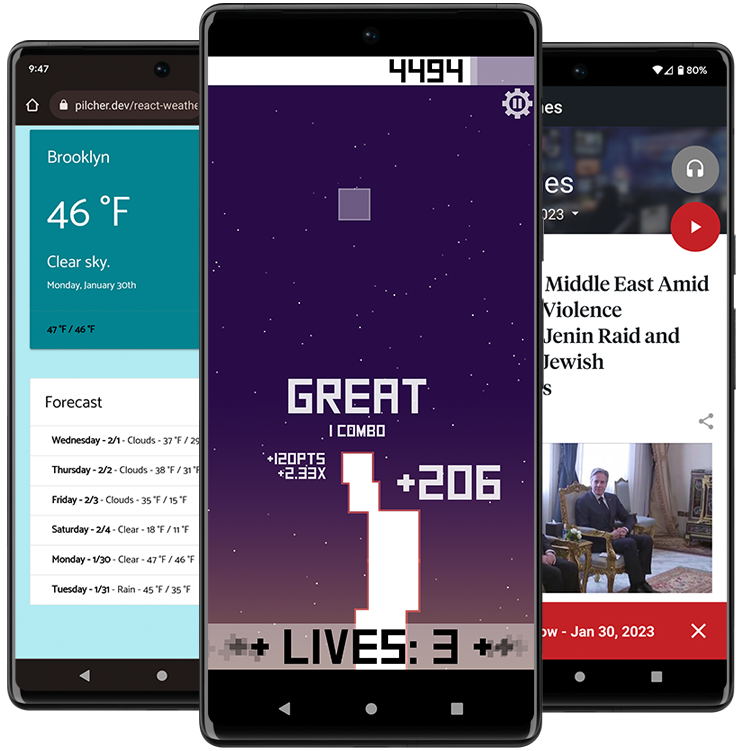 9:47
pilcher.dev/react-weathe
Brooklyn
46 °F
Clear sky.
Monday, January 30th
47 °F / 46 °F
Forecast
Wednesday - 2/1 - Clouds - 37 °F / 29
Thursday - 2/2 - Clouds - 38 °F / 31 °F
Friday - 2/3 - Clouds - 35 °F / 15 °F
Saturday - 2/4 - Clear - 18 °F / 11 °F
Monday - 1/30 - Clear - 47 °F / 46 °F
Tuesday - 1/31 - Rain - 45 °F / 35 °F
4494
GREAT
1 COMBO
+120PTS
+2.33X
+206
LIVES: 3
80%
nes
es
023
Middle East Amid
Violence
Jenin Raid and
Jewish
s
ow - Jan 30, 2023